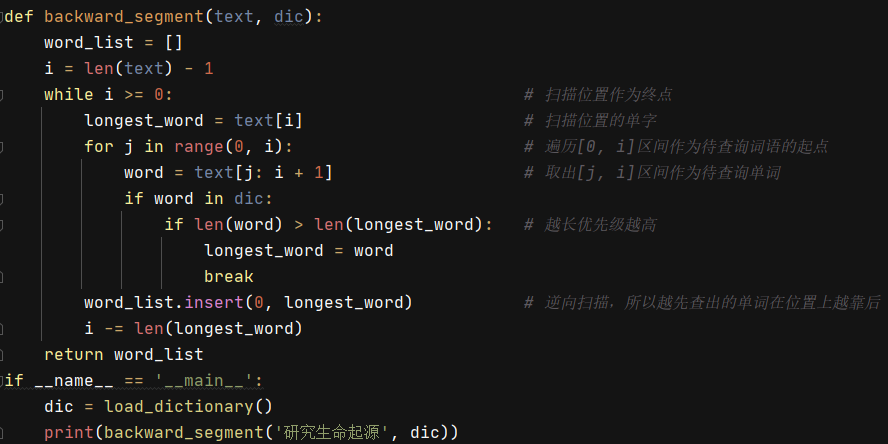 def backward_segment(text, dic):
    word_list = []
    i = len(text) - 1
    while i >= 0:                                   # 扫描位置作为终点
        longest_word = text[i]                      # 扫描位置的单字
        for j in range(0, i):                       # 遍历[0, i]区间作为待查询词语的起点
            word = text[j: i + 1]                   # 取出[j, i]区间作为待查询单词
            if word in dic:
                if len(word) > len(longest_word):   # 越长优先级越高
                    longest_word = word
                    break
        word_list.insert(0, longest_word)           # 逆向扫描，所以越先查出的单词在位置上越靠后
        i -= len(longest_word)
    return word_list
if __name__ == '__main__':
    dic = load_dictionary()
    print(backward_segment('研究生命起源', dic))